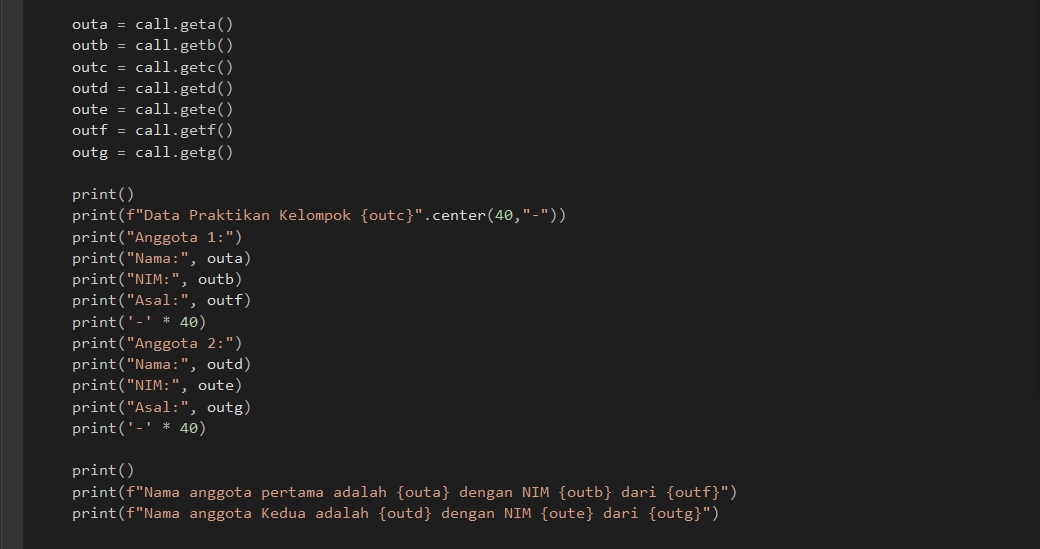 outa = call.geta()
outb = call.getb()
outc = call.getc()
outd = call.getd()
oute = call.gete()
outf = call.getf()
outg = call.getg()
print()
print(f"Data Praktikan Kelompok {outc}".center(40,"-"))
print("Anggota 1:")
print("Nama:", outa)
print("NIM:", outb)
print("Asal:", outf)
print('-' * 40)
print("Anggota 2:")
print("Nama:", outd)
print("NIM:", oute)
print("Asal:", outg)
print('-' * 40)
print()
print(f"Nama anggota pertama adalah {outa} dengan NIM {outb} dari {outf}")
print(f"Nama anggota Kedua adalah {outd} dengan NIM {oute} dari {outg}")